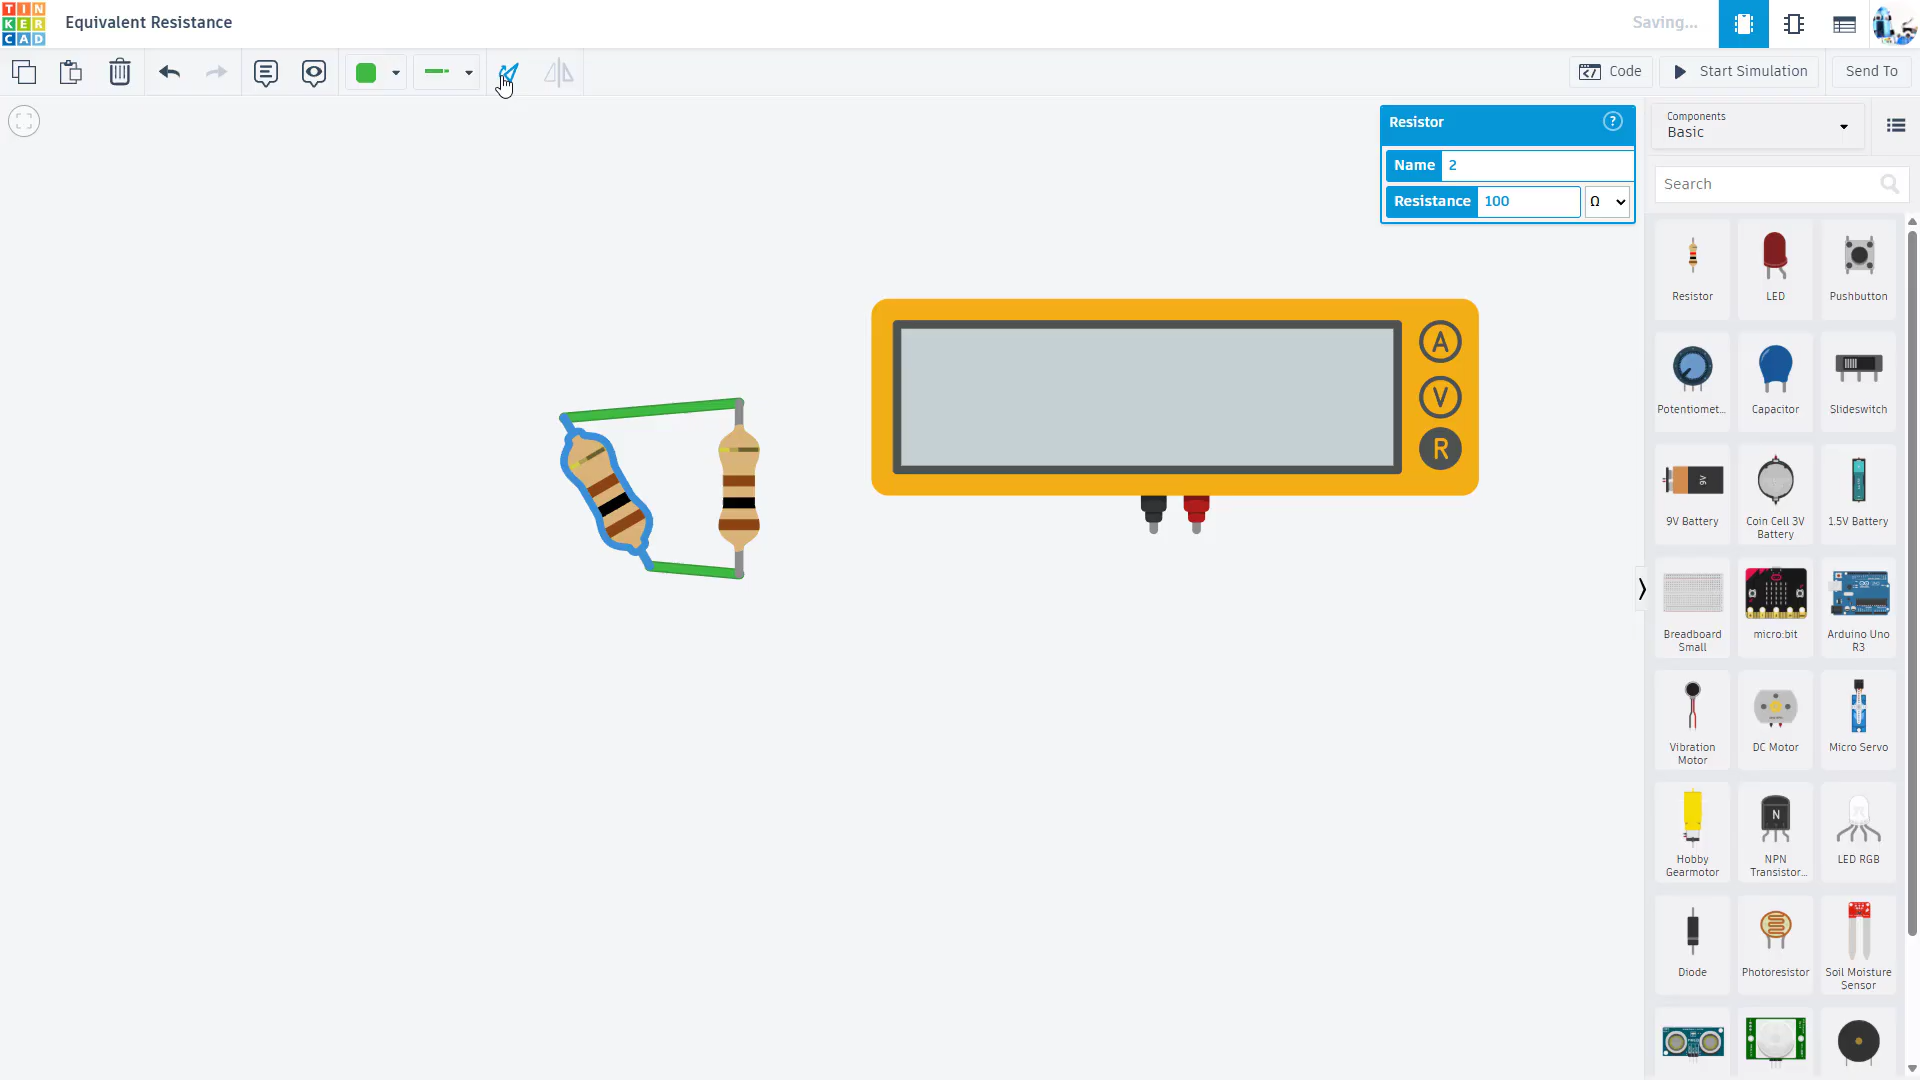 TIN
KER
CAD
Equivalent Resistance
Saving...
Code
Start Simulation
Send To
Resistor
?
Name 2
Resistance 100 Ω
A
V
R
Components
Basic
Search
Resistor
LED
Pushbutton
Potentiomet...
Capacitor
Slideswitch
9V
9V Battery
Coin Cell 3V
Battery
1.5V Battery
Breadboard
Small
micro:bit
Arduino Uno
R3
Vibration
Motor
DC Motor
Micro Servo
Hobby
Gearmotor
N
NPN
Transistor...
LED RGB
Diode
Photoresistor
Soil Moisture
Sensor